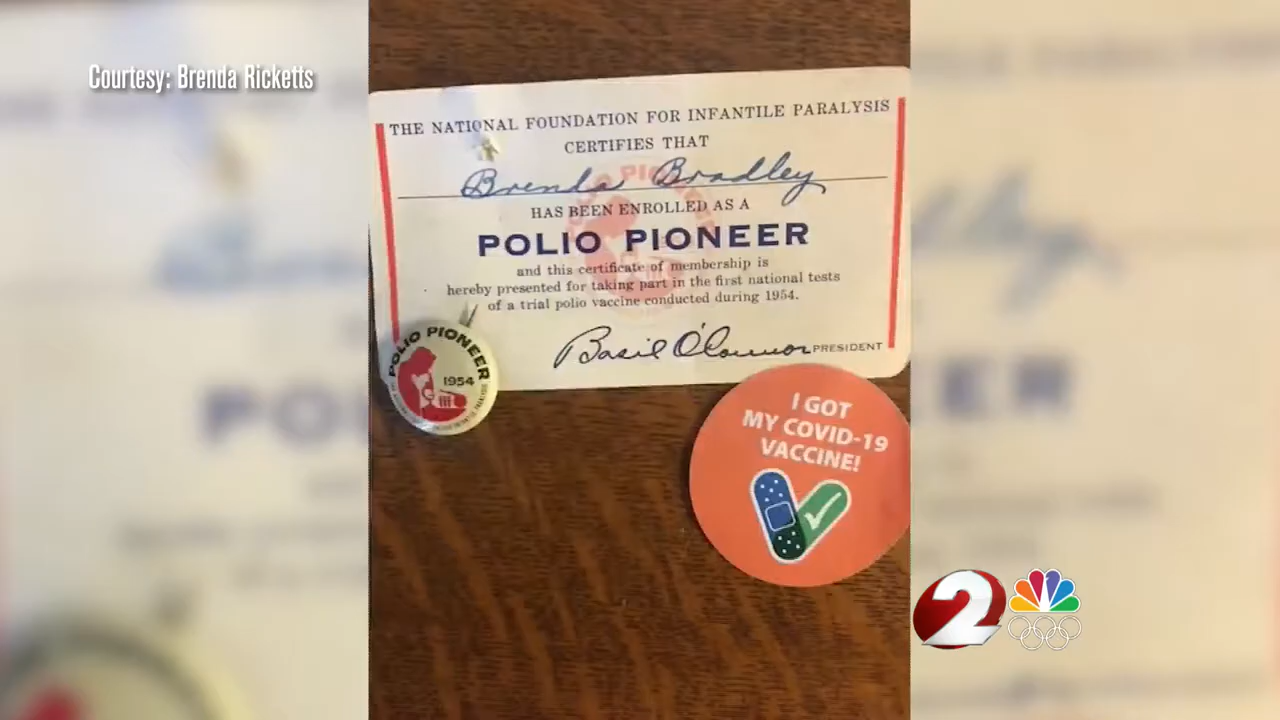 Courtesy: Brenda Ricketts
THE NATIONAL FOUNDATION FOR INFANTILE PARALYSIS
CERTIFIES THAT
Brenda Bradley
HAS BEEN ENROLLED AS A
POLIO PIONEER
and this certificate of membership is
hereby presented for taking part in the first national tests
of a trial polio vaccine conducted during 1954.
Basil O'Connor PRESIDENT
POLIO PIONEER
1954
I GOT
MY COVID-19
VACCINE!
2